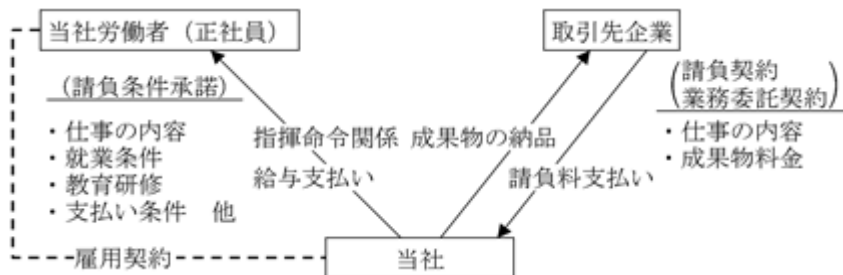 当社労働者（正社員）
取引先企業
（請負条件承諾）
・仕事の内容
・就業条件
・教育研修
・支払い条件　他
指揮命令関係
給与支払い
成果物の納品
請負料支払い
（請負契約
業務委託契約）
・仕事の内容
・成果物料金
雇用契約
当社